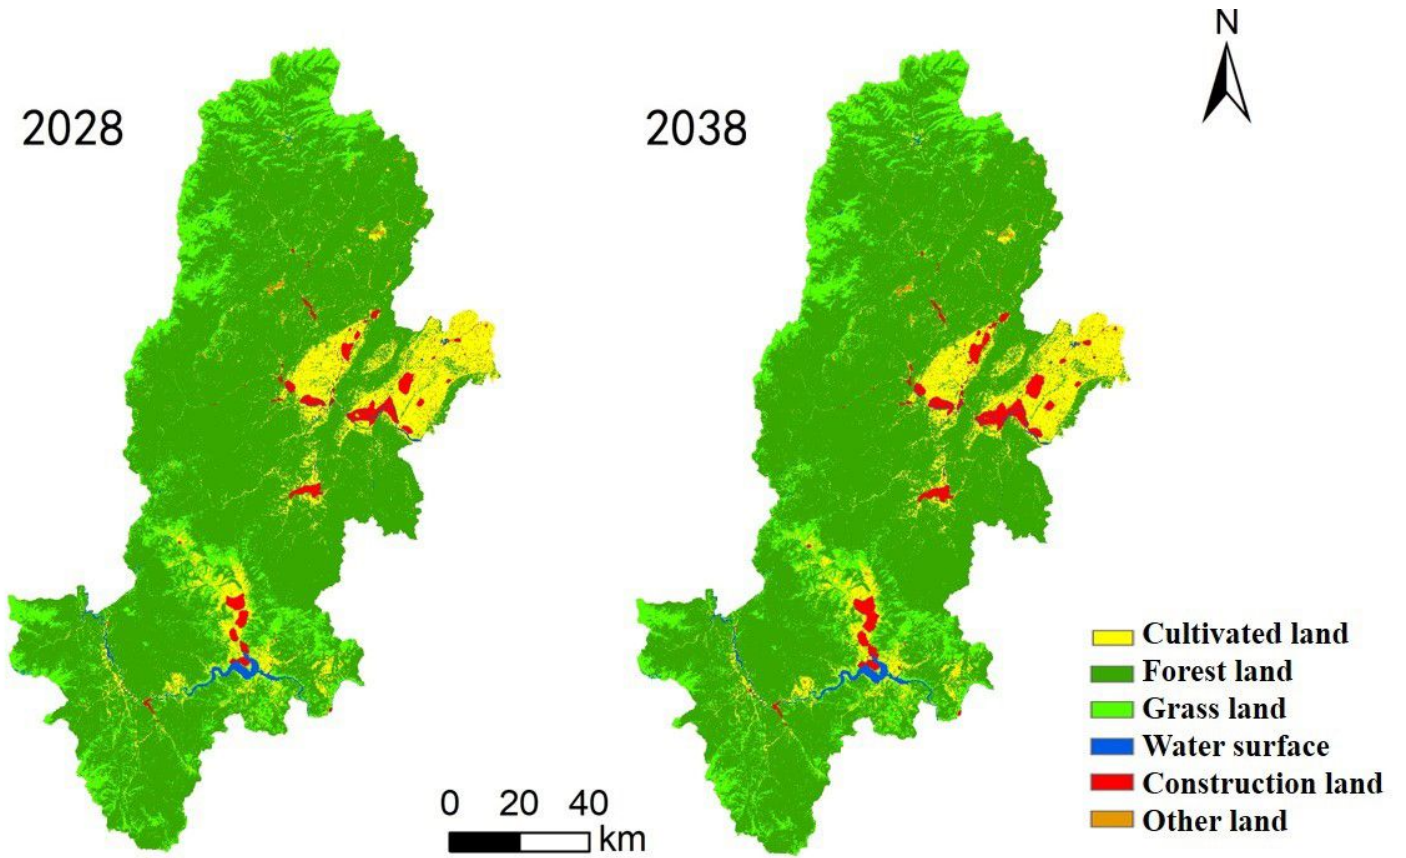 N
2028
2038
Cultivated land
Forest land
Grass land
Water surface
Construction land
Other land
0 20 40
km